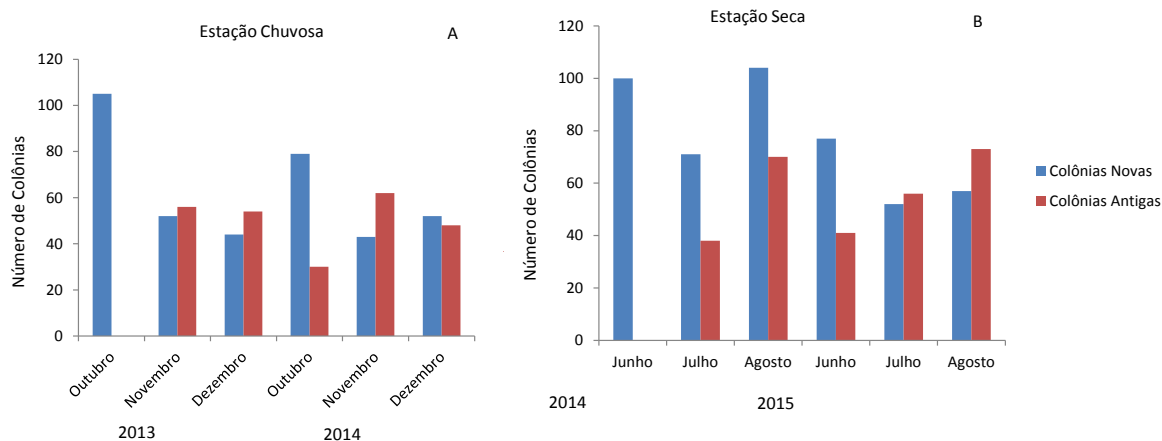 Estação Chuvosa
A
Número de Colônias
120
100
80
60
40
20
0
Outubro
Novembro
Dezembro
Outubro
Novembro
Dezembro
2013
2014
Estação Seca
B
Número de Colônias
120
100
80
60
40
20
0
Junho
Julho
Agosto
Junho
Julho
Agosto
2014
2015
Colônias Novas
Colônias Antigas